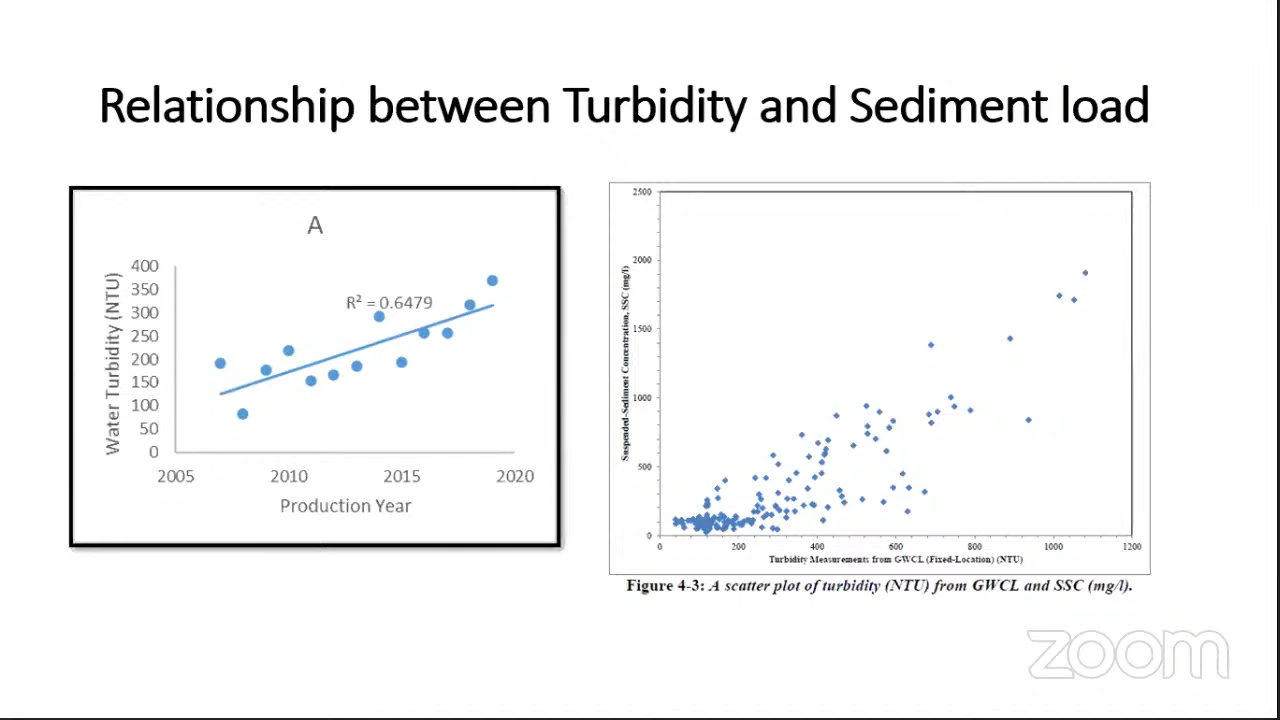 Relationship between Turbidity and Sediment load
A
400
350
300
250
200
150
100
50
0
Water Turbidity (NTU)
R² = 0.6479
2005 2010 2015 2020
Production Year
2500
2000
1500
1000
500
0
Suspended-Sediment Concentration, SSC (mg/l)
0 200 400 600 800 1000 1200
Turbidity Measurements from GWCL (Fixed-Location) (NTU)
Figure 4-3: A scatter plot of turbidity (NTU) from GWCL and SSC (mg/l).
zoom